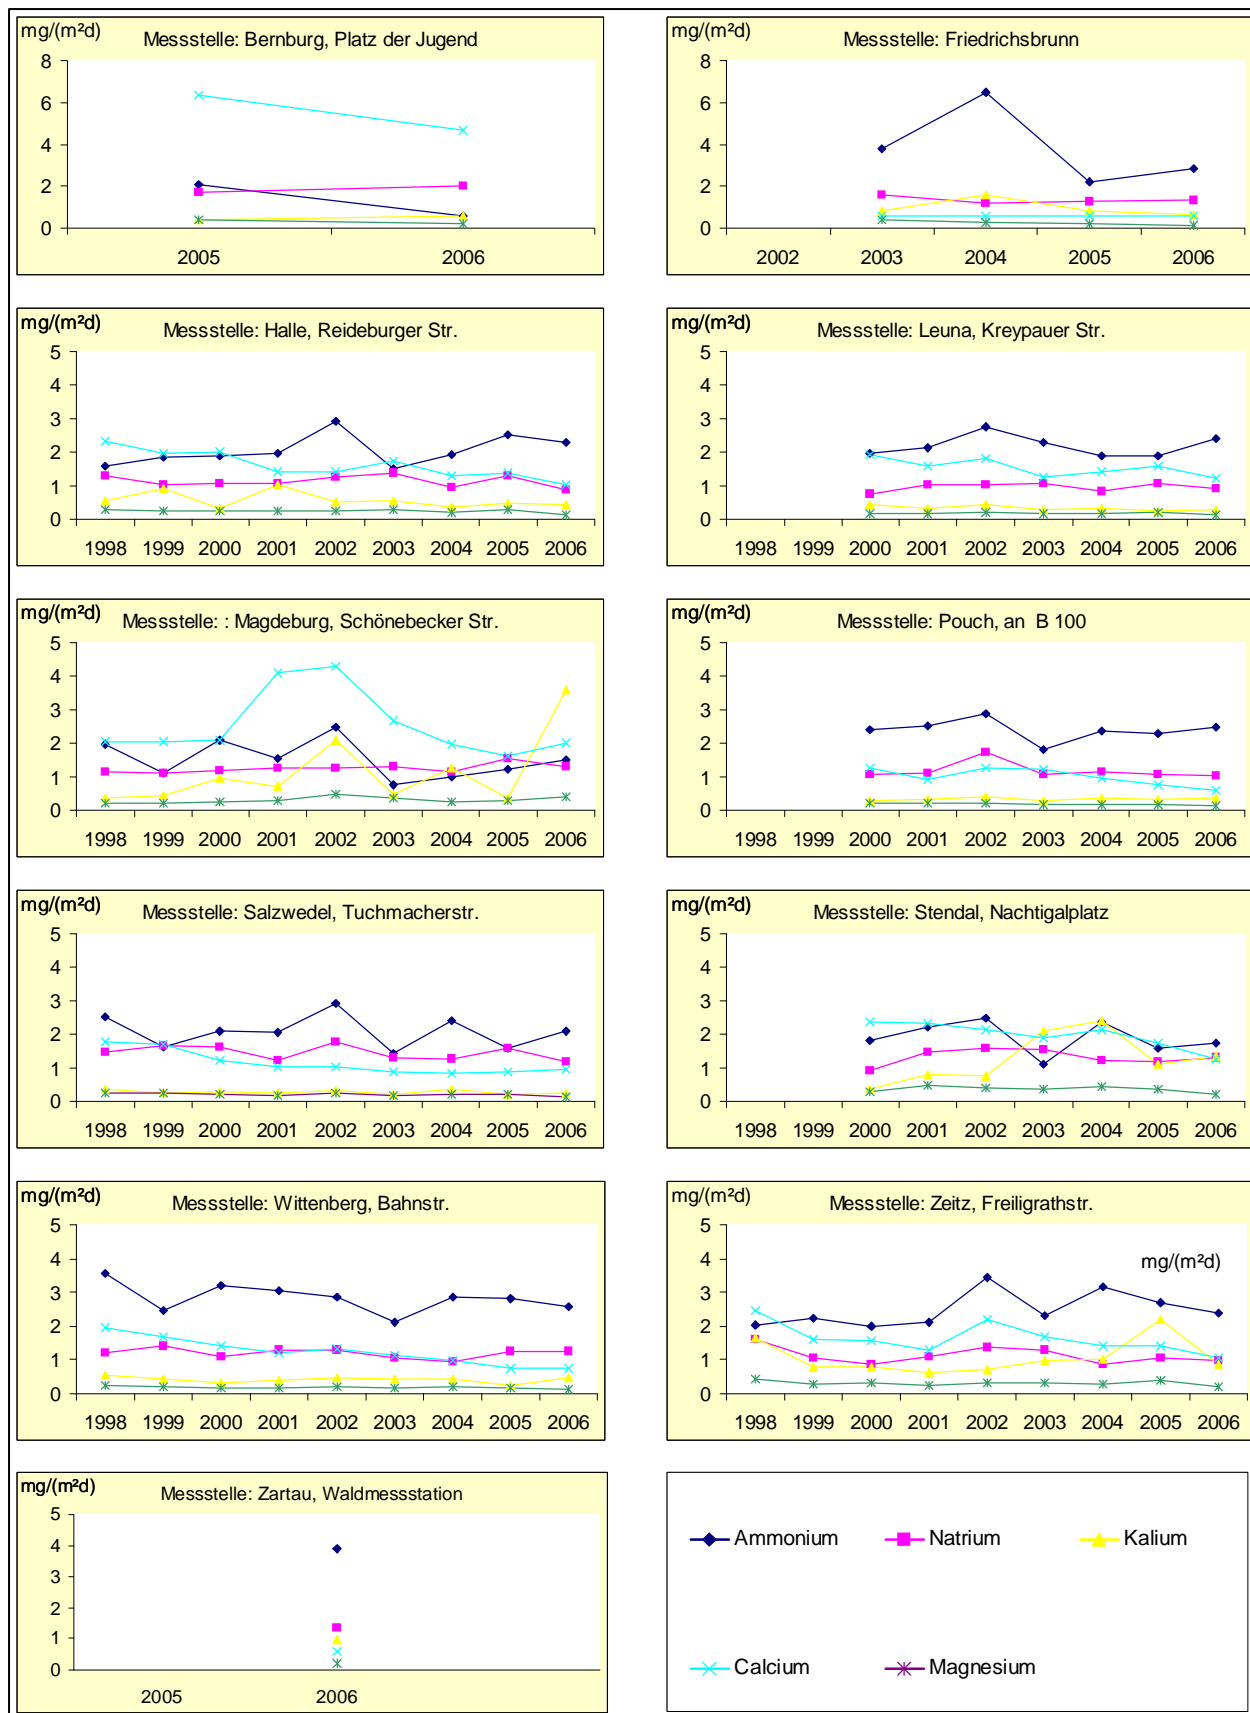 mg/(m²d)
Messstelle: Bernburg, Platz der Jugend
8
6
4
2
0
2005 2006
mg/(m²d)
Messstelle: Friedrichsbrunn
8
6
4
2
0
2002 2003 2004 2005 2006
mg/(m²d)
Messstelle: Halle, Reideburger Str.
5
4
3
2
1
0
1998 1999 2000 2001 2002 2003 2004 2005 2006
mg/(m²d)
Messstelle: Leuna, Kreypauer Str.
5
4
3
2
1
0
1998 1999 2000 2001 2002 2003 2004 2005 2006
mg/(m²d)
Messstelle: : Magdeburg, Schönebecker Str.
5
4
3
2
1
0
1998 1999 2000 2001 2002 2003 2004 2005 2006
mg/(m²d)
Messstelle: Pouch, an B 100
5
4
3
2
1
0
1998 1999 2000 2001 2002 2003 2004 2005 2006
mg/(m²d)
Messstelle: Salzwedel, Tuchmacherstr.
5
4
3
2
1
0
1998 1999 2000 2001 2002 2003 2004 2005 2006
mg/(m²d)
Messstelle: Stendal, Nachtigalplatz
5
4
3
2
1
0
1998 1999 2000 2001 2002 2003 2004 2005 2006
mg/(m²d)
Messstelle: Wittenberg, Bahnstr.
5
4
3
2
1
0
1998 1999 2000 2001 2002 2003 2004 2005 2006
mg/(m²d)
Messstelle: Zeitz, Freiligrathstr.
mg/(m²d)
5
4
3
2
1
0
1998 1999 2000 2001 2002 2003 2004 2005 2006
mg/(m²d)
Messstelle: Zartau, Waldmessstation
5
4
3
2
1
0
2005 2006
Ammonium Natrium Kalium
Calcium Magnesium